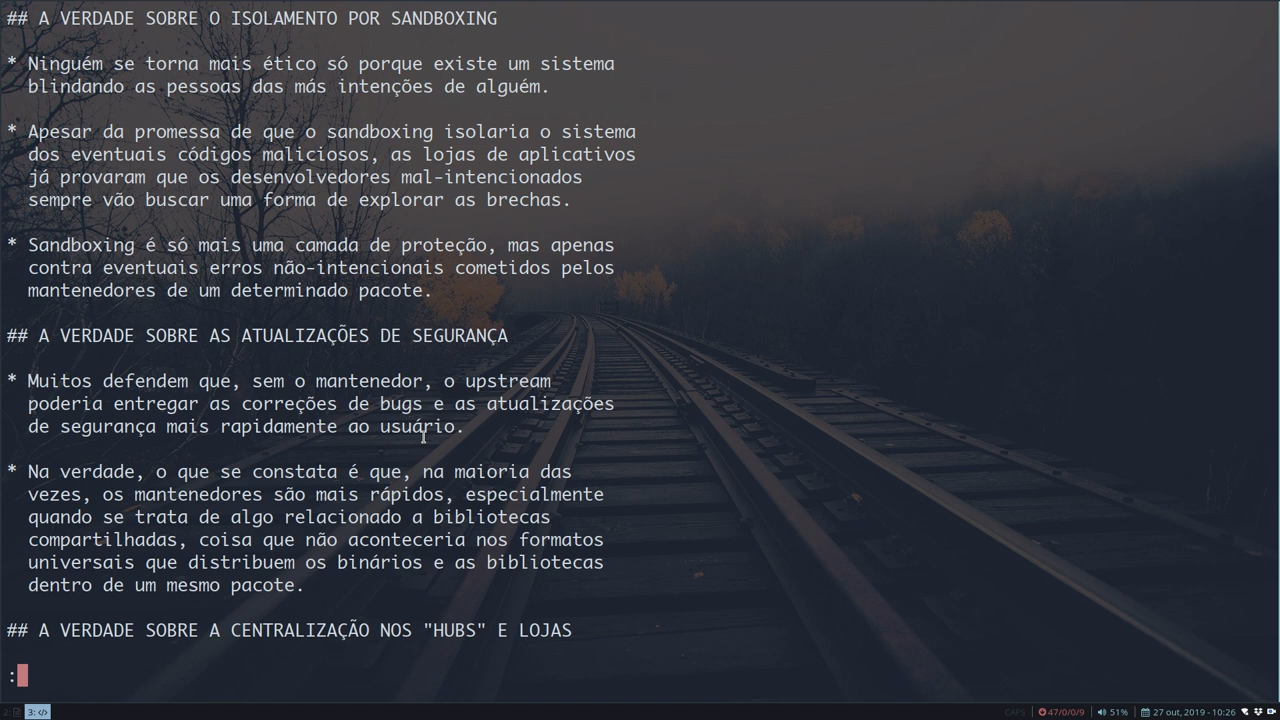 ## A VERDADE SOBRE O ISOLAMENTO POR SANDBOXING
* Ninguém se torna mais ético só porque existe um sistema
blindando as pessoas das más intenções de alguém.
* Apesar da promessa de que o sandboxing isolaria o sistema
dos eventuais códigos maliciosos, as lojas de aplicativos
já provaram que os desenvolvedores mal-intencionados
sempre vão buscar uma forma de explorar as brechas.
* Sandboxing é só mais uma camada de proteção, mas apenas
contra eventuais erros não-intencionais cometidos pelos
mantenedores de um determinado pacote.
## A VERDADE SOBRE AS ATUALIZAÇÕES DE SEGURANÇA
* Muitos defendem que, sem o mantenedor, o upstream
poderia entregar as correções de bugs e as atualizações
de segurança mais rapidamente ao usuário.
* Na verdade, o que se constata é que, na maioria das
vezes, os mantenedores são mais rápidos, especialmente
quando se trata de algo relacionado a bibliotecas
compartilhadas, coisa que não aconteceria nos formatos
universais que distribuem os binários e as bibliotecas
dentro de um mesmo pacote.
## A VERDADE SOBRE A CENTRALIZAÇÃO NOS "HUBS" E LOJAS
:
2: 3: </> CAPS 47/0/0/9 51% 27 out, 2019 - 10:26